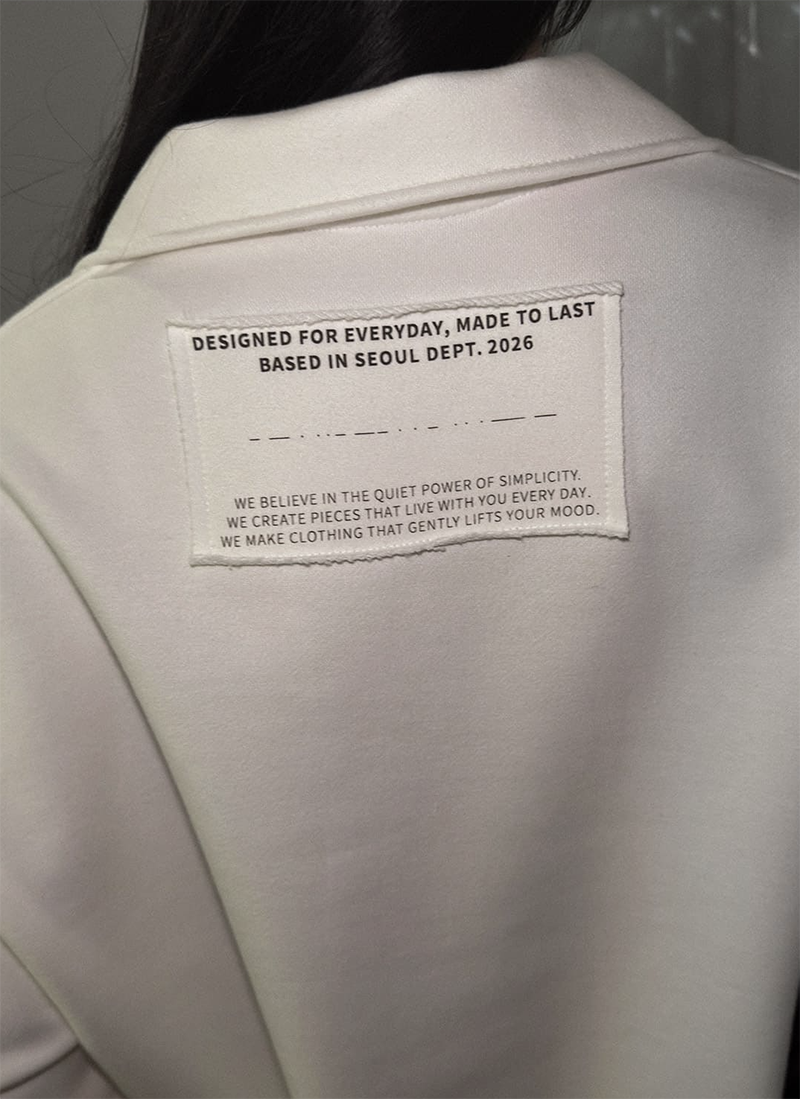 DESIGNED FOR EVERYDAY, MADE TO LAST
BASED IN SEOUL DEPT. 2026
WE BELIEVE IN THE QUIET POWER OF SIMPLICITY.
WE CREATE PIECES THAT LIVE WITH YOU EVERY DAY.
WE MAKE CLOTHING THAT GENTLY LIFTS YOUR MOOD.